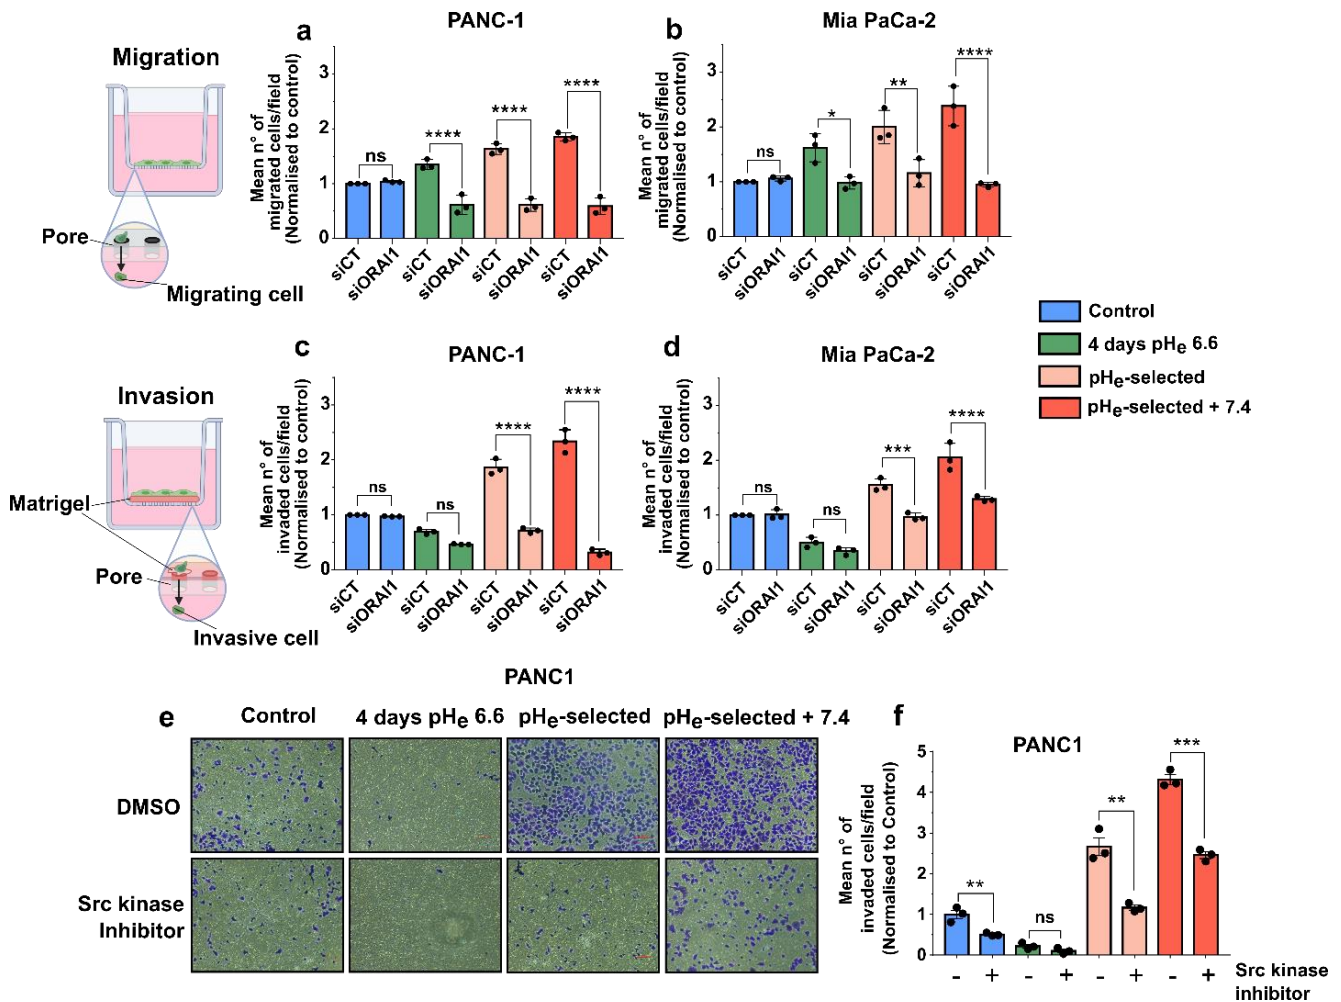 a
PANC-1
b
Mia PaCa-2
Migration
Pore
Migrating cell
Mean n° of
migrated cells/field
(Normalised to control)
3
2
1
0
ns
****
****
****
siCT
siORAI1
siCT
siORAI1
siCT
siORAI1
siCT
siORAI1
Mean n° of
migrated cells/field
(Normalised to control)
3
2
1
0
ns
*
**
****
siCT
siORAI1
siCT
siORAI1
siCT
siORAI1
siCT
siORAI1
Control
4 days pHe 6.6
pHe-selected
pHe-selected + 7.4
c
PANC-1
d
Mia PaCa-2
Invasion
Matrigel
Pore
Invasive cell
Mean n° of
invaded cells/field
(Normalised to control)
3
2
1
0
ns
ns
****
****
siCT
siORAI1
siCT
siORAI1
siCT
siORAI1
siCT
siORAI1
Mean n° of
invaded cells/field
(Normalised to control)
3
2
1
0
ns
ns
***
****
siCT
siORAI1
siCT
siORAI1
siCT
siORAI1
siCT
siORAI1
PANC1
e
Control
4 days pHe 6.6
pHe-selected
pHe-selected + 7.4
DMSO
Src kinase
Inhibitor
f
PANC1
Mean n° of
invaded cells/field
(Normalised to Control)
5
4
3
2
1
0
**
ns
**
***
- + - + - + - +
Src kinase
inhibitor